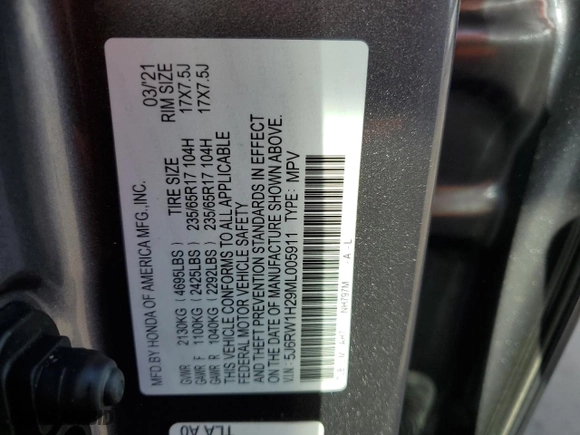 MFD.BY HONDA OF AMERICA MFG.,INC. 03/21
TIRE SIZE RIM SIZE
GVWR 2130KG ( 4695LBS )
GAWR F 1100KG ( 2425LBS ) 235/65R17 104H 17X7.5J
GAWR R 1040KG ( 2292LBS ) 235/65R17 104H 17X7.5J
THIS VEHICLE CONFORMS TO ALL APPLICABLE
FEDERAL MOTOR VEHICLE SAFETY
AND THEFT PREVENTION STANDARDS IN EFFECT
ON THE DATE OF MANUFACTURE SHOWN ABOVE.
V.I.N.: 5J6RW1H29ML005911 TYPE: MPV
NH797M -A-L
TLA A0